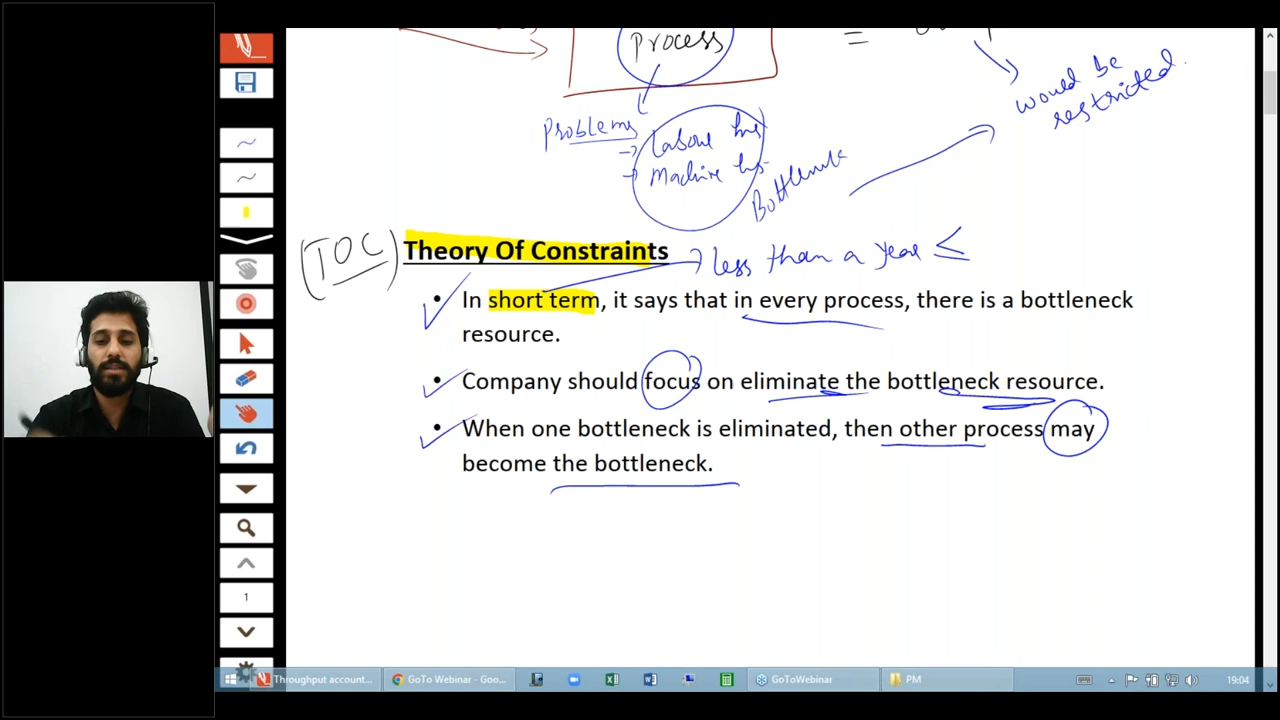 Process
=
would be
restricted.
Problems
→ Labour hrs
→ Machine hrs
Bottleneck
(TOC) Theory Of Constraints → less than a year ≤
• In short term, it says that in every process, there is a bottleneck
resource.
• Company should focus on eliminate the bottleneck resource.
• When one bottleneck is eliminated, then other process may
become the bottleneck.
1
Throughput account...
GoTo Webinar - Goo...
GoToWebinar
PM
19:04